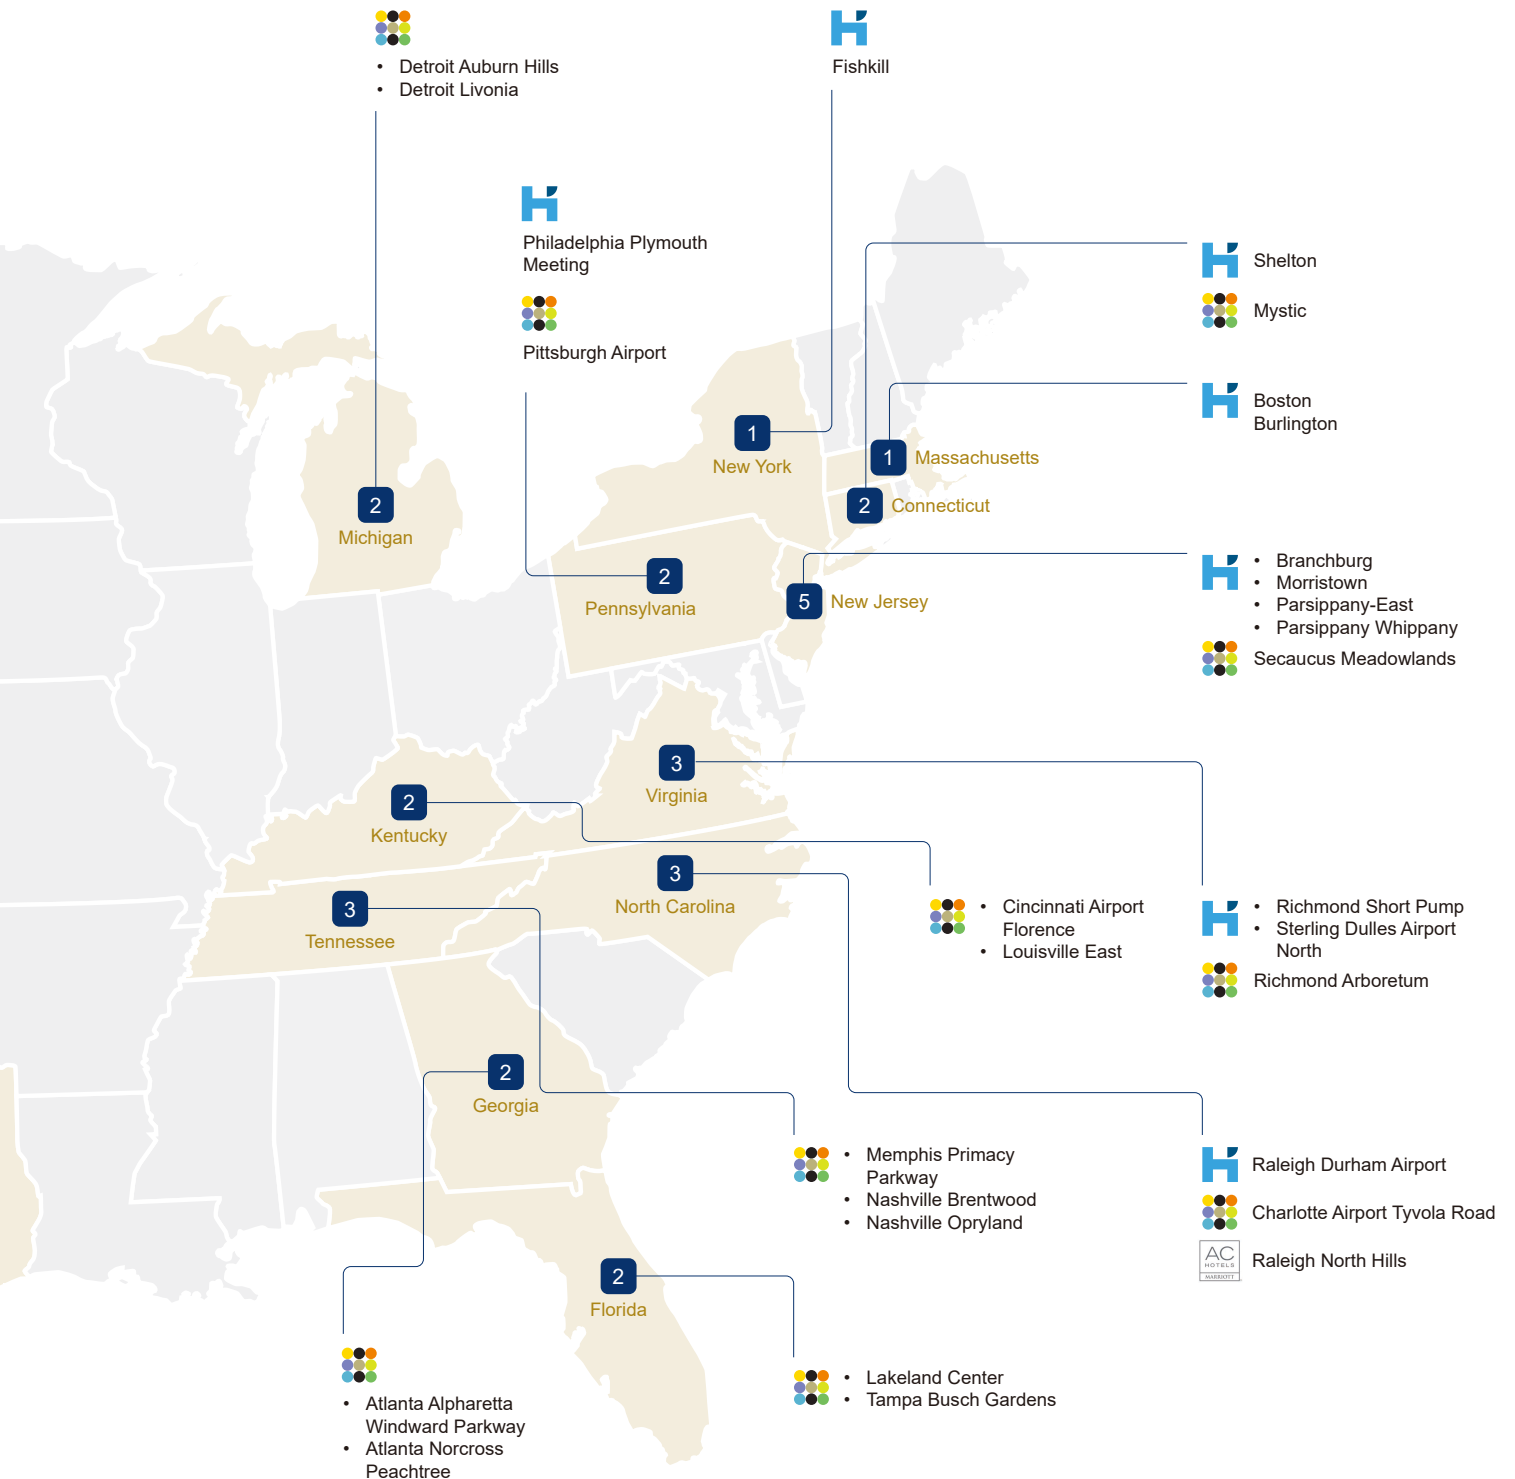 • Detroit Auburn Hills
• Detroit Livonia
Fishkill
Philadelphia Plymouth
Meeting
Pittsburgh Airport
Shelton
Mystic
Boston
Burlington
1
New York
1
Massachusetts
2
Connecticut
2
Michigan
2
Pennsylvania
5
New Jersey
• Branchburg
• Morristown
• Parsippany-East
• Parsippany Whippany
Secaucus Meadowlands
3
Virginia
2
Kentucky
3
North Carolina
3
Tennessee
• Cincinnati Airport
Florence
• Louisville East
• Richmond Short Pump
• Sterling Dulles Airport
North
Richmond Arboretum
2
Georgia
• Memphis Primacy
Parkway
• Nashville Brentwood
• Nashville Opryland
Raleigh Durham Airport
Charlotte Airport Tyvola Road
AC
HOTELS
MARRIOTT
Raleigh North Hills
2
Florida
• Lakeland Center
• Tampa Busch Gardens
• Atlanta Alpharetta
Windward Parkway
• Atlanta Norcross
Peachtree